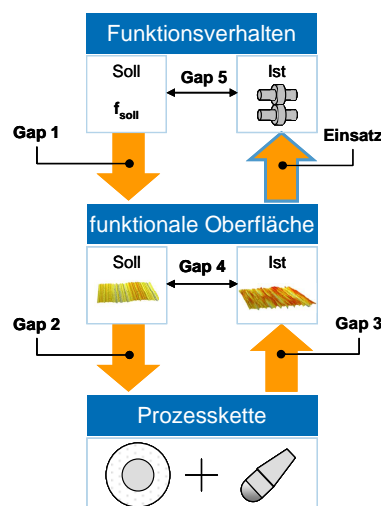 Funktionsverhalten
Soll
Gap 5
Ist
f_soll
Gap 1
Einsatz
funktionale Oberfläche
Soll
Gap 4
Ist
Gap 2
Gap 3
Prozesskette